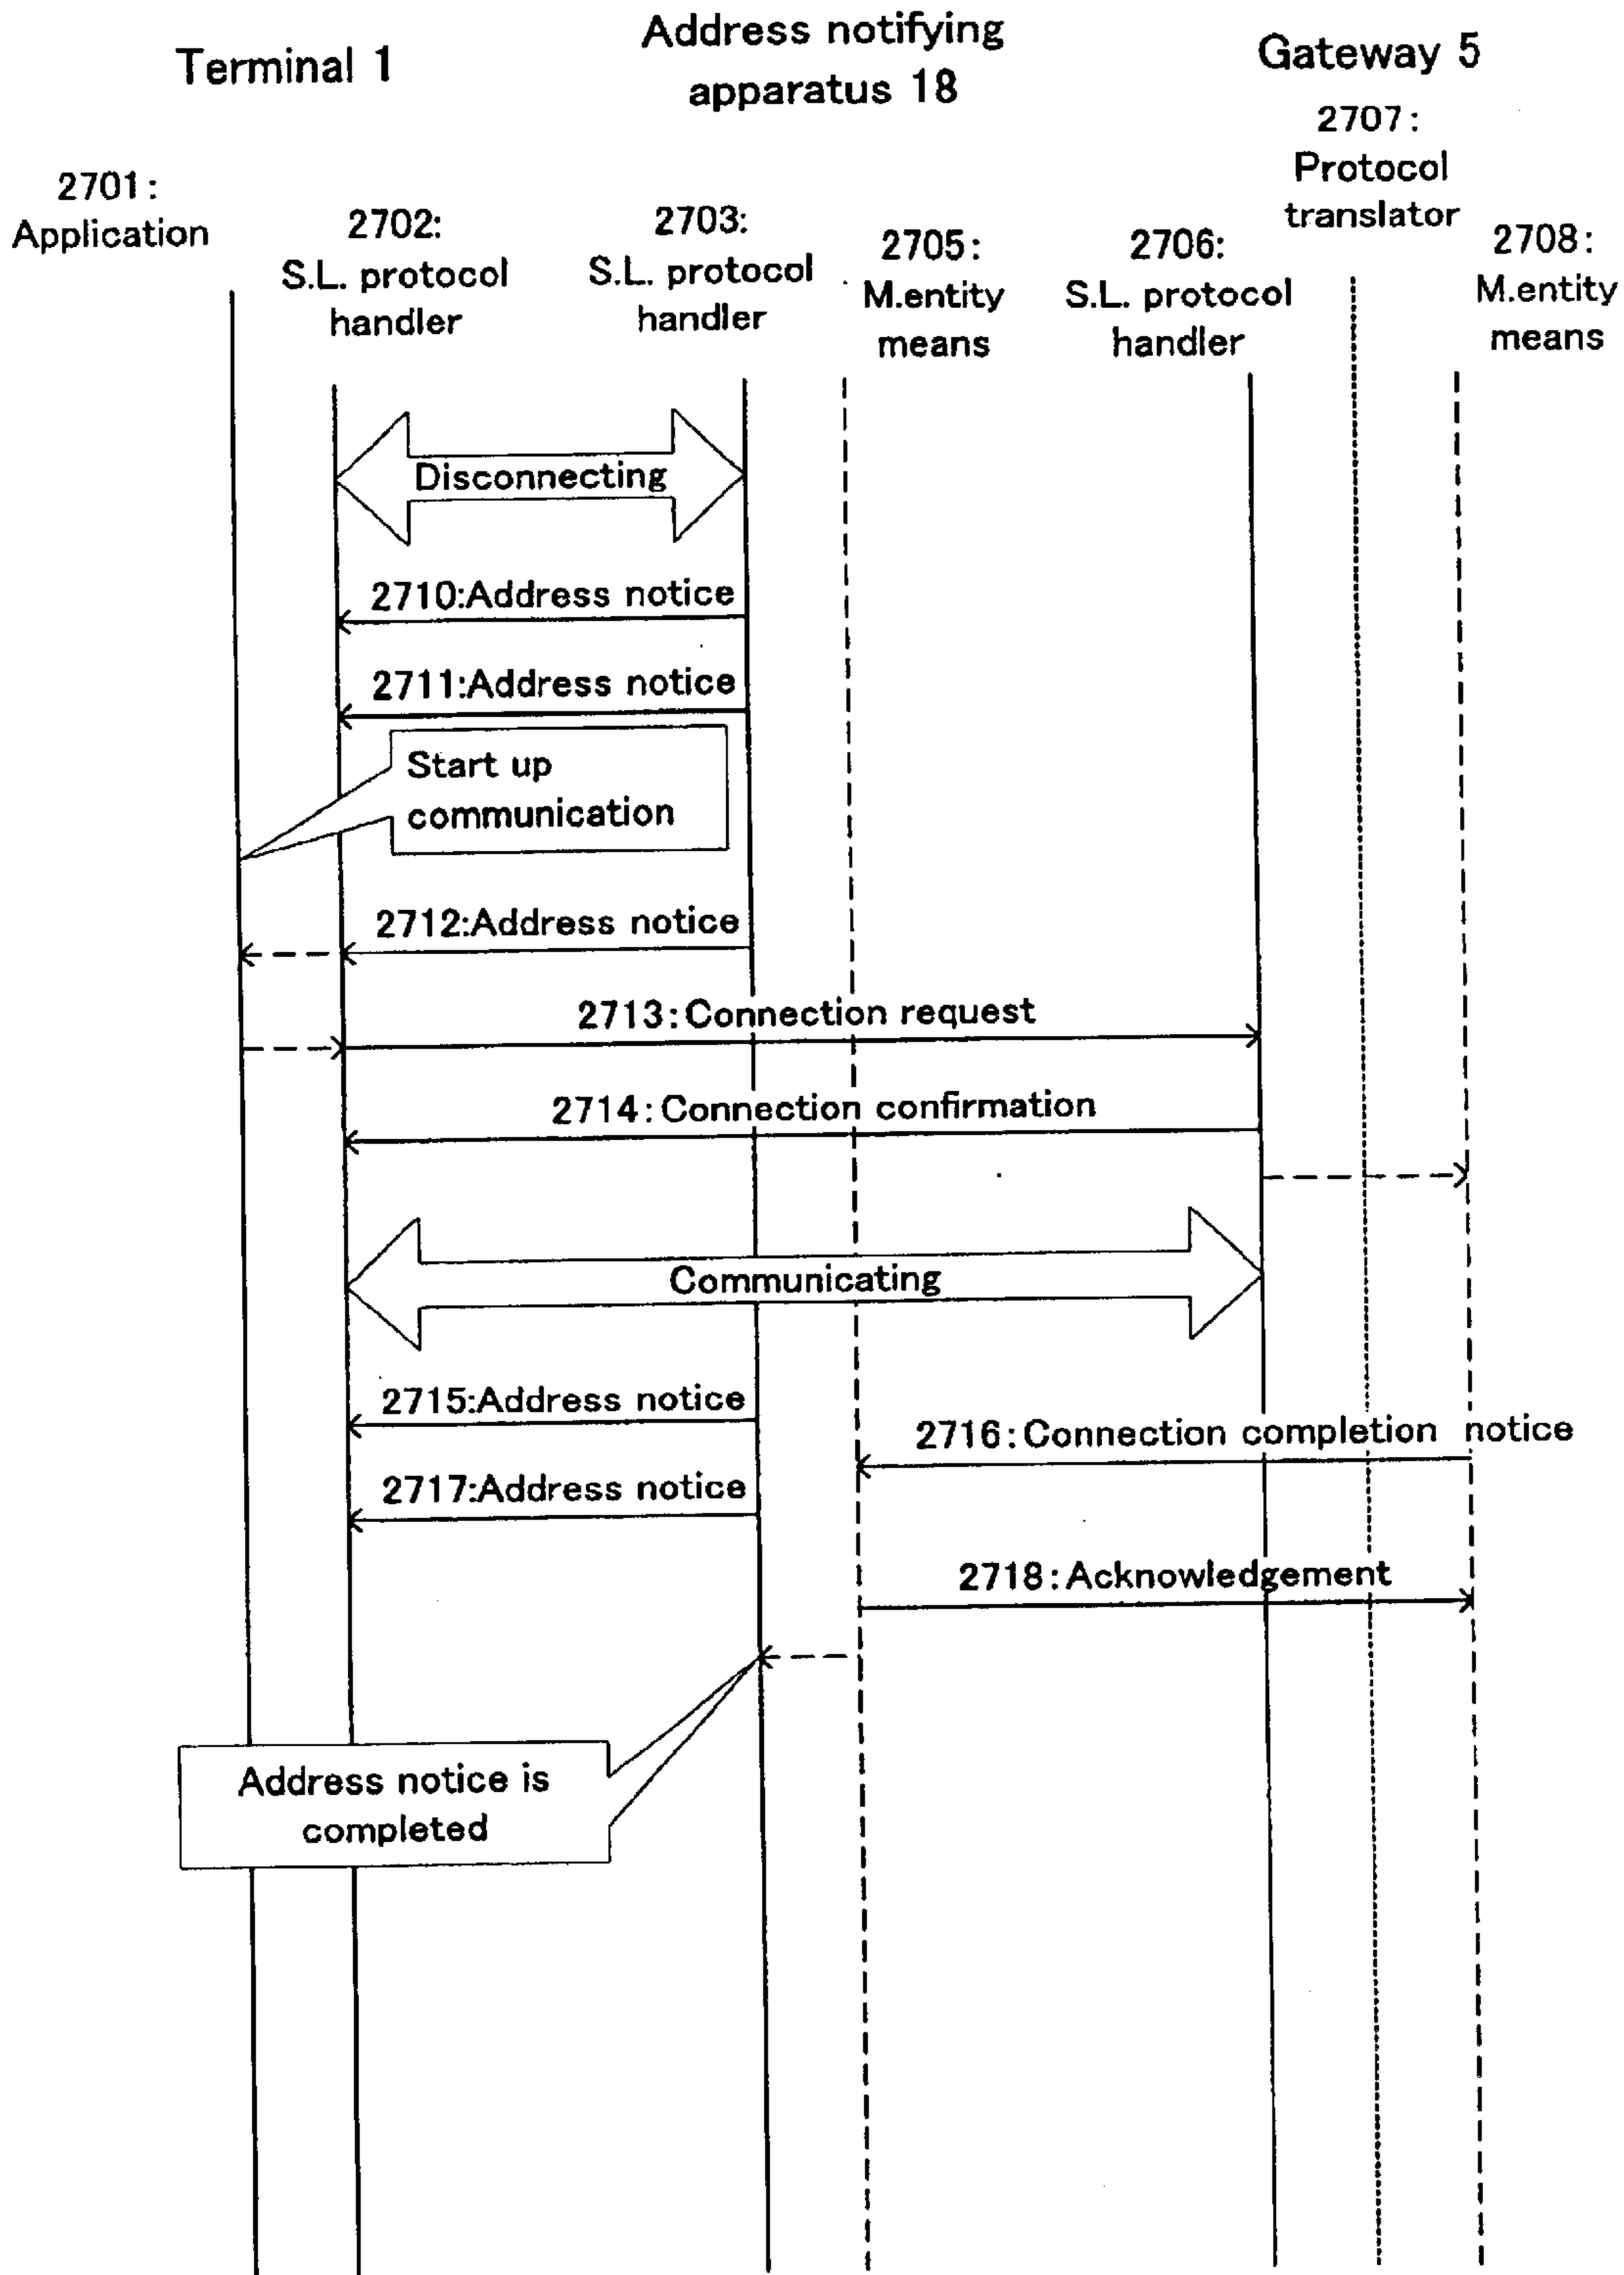 Terminal 1
Address notifying
apparatus 18
Gateway 5
2701:
Application
2702:
S.L. protocol
handler
2703:
S.L. protocol
handler
2705:
M.entity
means
2706:
S.L. protocol
handler
2707:
Protocol
translator
2708:
M.entity
means
Disconnecting
2710:Address notice
2711:Address notice
Start up
communication
2712:Address notice
2713:Connection request
2714:Connection confirmation
Communicating
2715:Address notice
2716:Connection completion notice
2717:Address notice
2718:Acknowledgement
Address notice is
completed